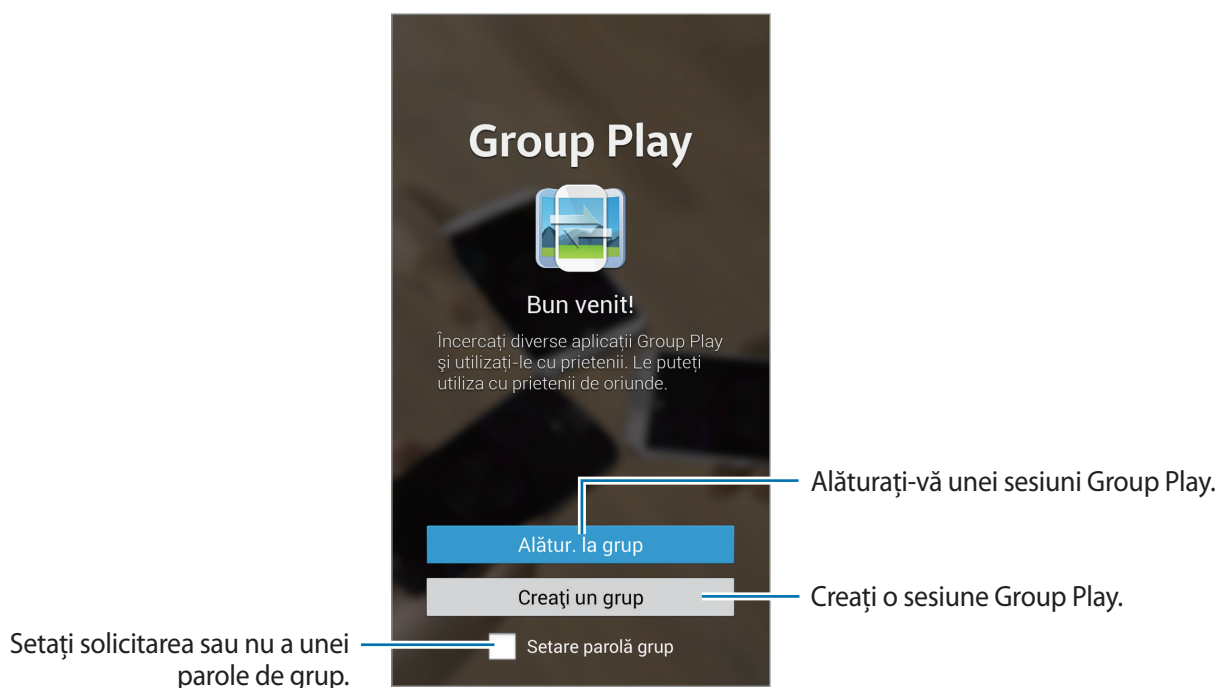 Group Play
Bun venit!
Încercați diverse aplicații Group Play
şi utilizați-le cu prietenii. Le puteți
utiliza cu prietenii de oriunde.
Alăturați-vă unei sesiuni Group Play.
Alătur. la grup
Creaţi un grup
Creați o sesiune Group Play.
Setați solicitarea sau nu a unei
parole de grup.
Setare parolă grup